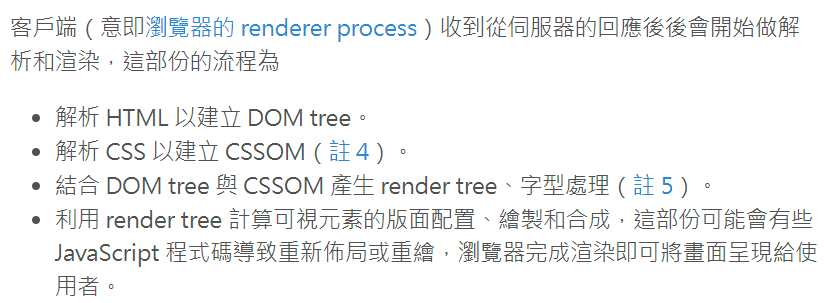 客戶端（意即瀏覽器的 renderer process）收到從伺服器的回應後後會開始做解
析和渲染，這部份的流程為
• 解析 HTML 以建立 DOM tree。
• 解析 CSS 以建立 CSSOM（註 4）。
• 結合 DOM tree 與 CSSOM 產生 render tree、字型處理（註 5）。
• 利用 render tree 計算可視元素的版面配置、繪製和合成，這部份可能會有些
JavaScript 程式碼導致重新佈局或重繪，瀏覽器完成渲染即可將畫面呈現給使
用者。